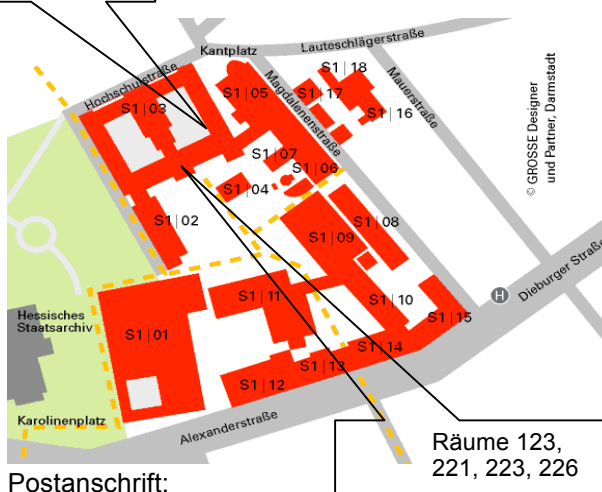 Kantplatz
Lauteschlägerstraße
Hochschulstraße
Magdalenenstraße
Mauerstraße
S1 | 18
S1 | 17
S1 | 16
S1 | 05
S1 | 03
S1 | 07
S1 | 06
S1 | 04
S1 | 02
S1 | 08
S1 | 09
S1 | 10
S1 | 11
S1 | 15
S1 | 01
S1 | 14
S1 | 13
S1 | 12
© GROSSE Designer
und Partner, Darmstadt
H
Dieburger Straße
Hessisches
Staatsarchiv
Karolinenplatz
Alexanderstraße
Räume 123,
221, 223, 226
Postanschrift: